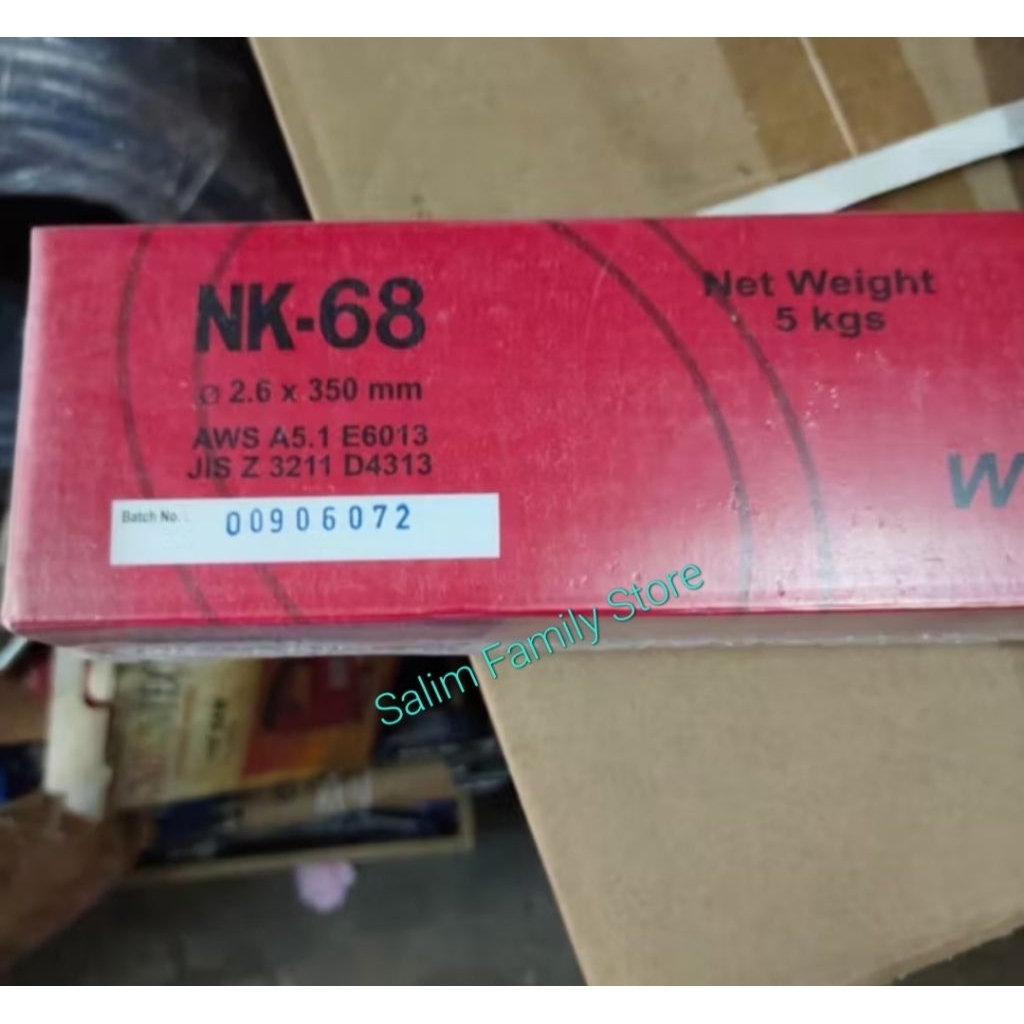 NK-68
ø 2.6 x 350 mm
AWS A5.1 E6013
JIS Z 3211 D4313
Batch No. :
00906072
Net Weight
5 kgs
W
Salim Family Store